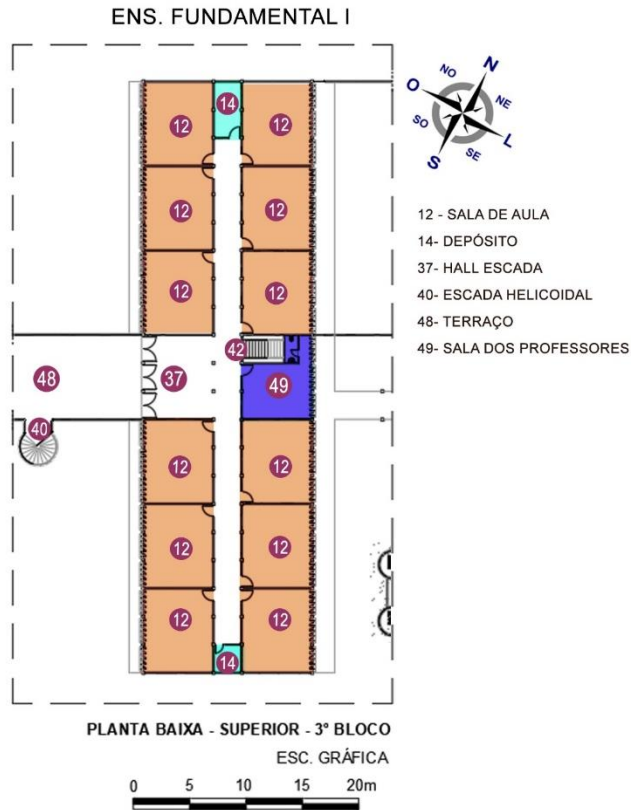 ENS. FUNDAMENTAL I
14
12 12
12 12
12 12
42
48 37 49
40
12 12
12 12
12 12
14
N
NO NE
O L
SO SE
S
12 - SALA DE AULA
14- DEPÓSITO
37- HALL ESCADA
40- ESCADA HELICOIDAL
48- TERRAÇO
49- SALA DOS PROFESSORES
PLANTA BAIXA - SUPERIOR - 3º BLOCO
ESC. GRÁFICA
0 5 10 15 20m